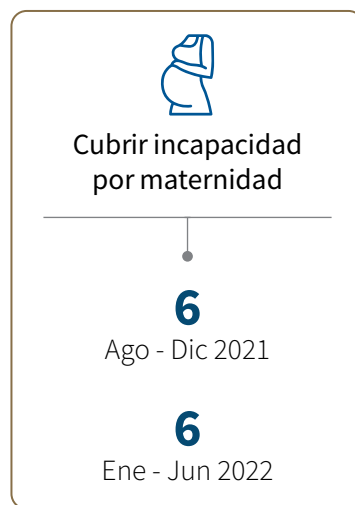 Cubrir incapacidad
por maternidad
6
Ago - Dic 2021
6
Ene - Jun 2022